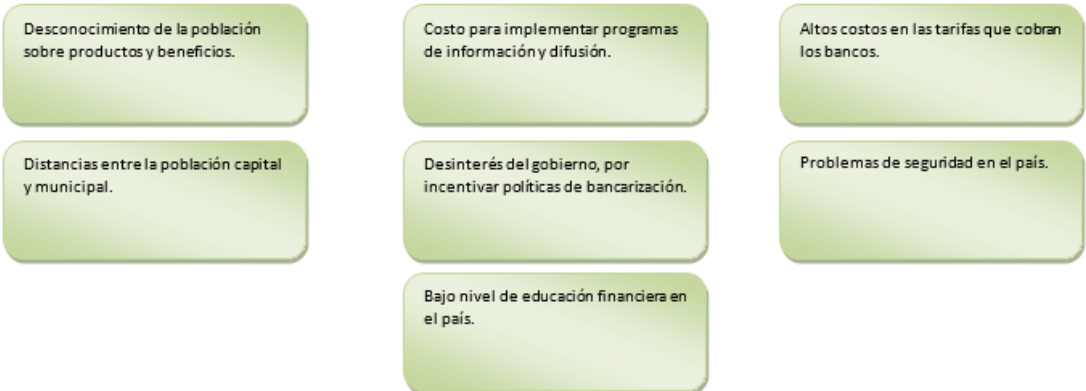 Desconocimiento de la población
sobre productos y beneficios.
Costo para implementar programas
de información y difusión.
Altos costos en las tarifas que cobran
los bancos.
Distancias entre la población capital
y municipal.
Desinterés del gobierno, por
incentivar políticas de bancarización.
Problemas de seguridad en el país.
Bajo nivel de educación financiera en
el país.